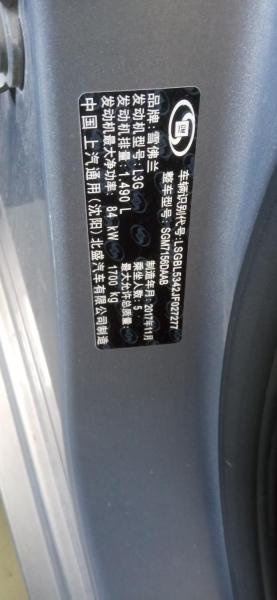 车辆识别代号: LSGBL5342JF027277
整车型号: SGM7156DAAB
品牌: 雪佛兰
制造年月: 2017年11月
发动机型号: L3G
乘坐人数: 5
发动机排量: 1.490 L
最大允许总质量:
发动机最大净功率: 84 kW
1700 kg
中国 上汽通用(沈阳)北盛汽车有限公司制造